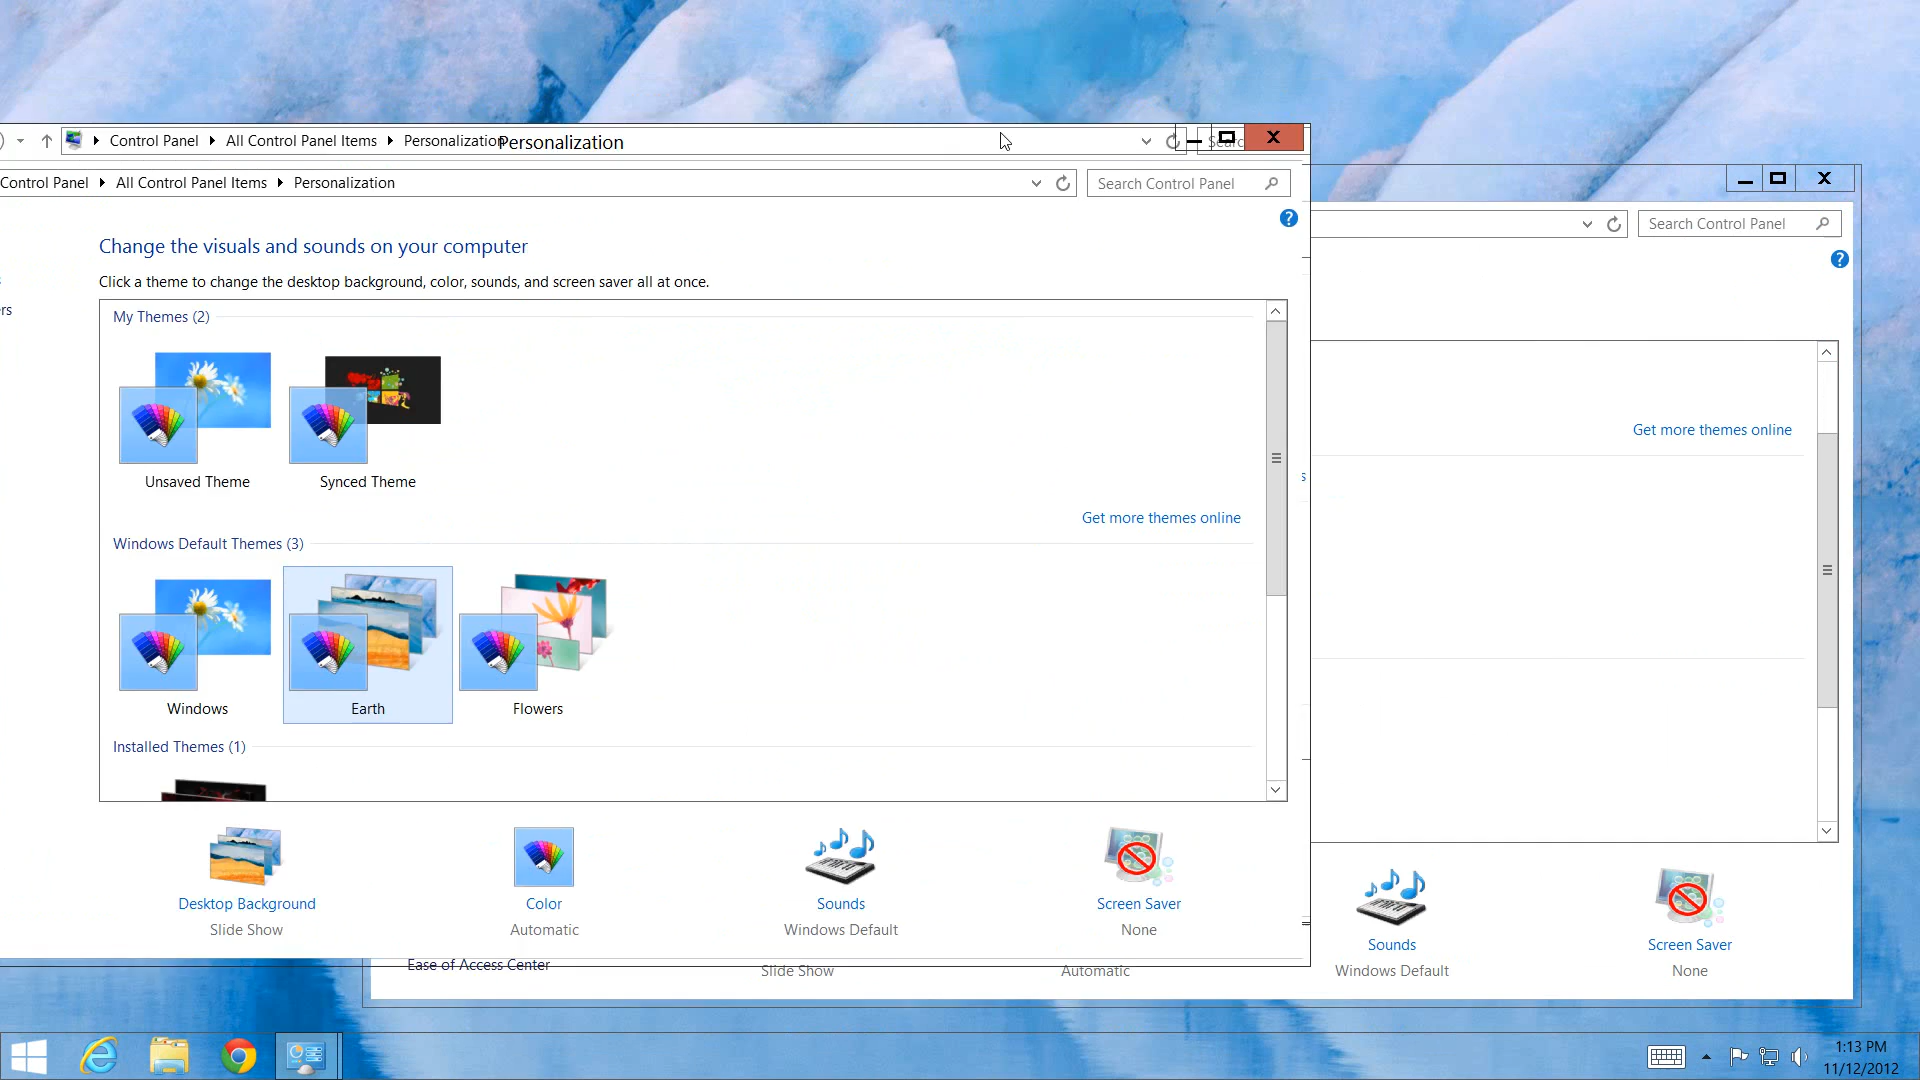 Control Panel All Control Panel Items Personalization
Personalization
Control Panel All Control Panel Items Personalization
Search Control Panel
Search Control Panel
Change the visuals and sounds on your computer
Click a theme to change the desktop background, color, sounds, and screen saver all at once.
My Themes (2)
Unsaved Theme
Synced Theme
Get more themes online
Get more themes online
Windows Default Themes (3)
Windows
Earth
Flowers
Installed Themes (1)
Desktop Background
Slide Show
Color
Automatic
Sounds
Windows Default
Screen Saver
None
Ease of Access Center
Slide Show
Automatic
Sounds
Windows Default
Screen Saver
None
1:13 PM
11/12/2012